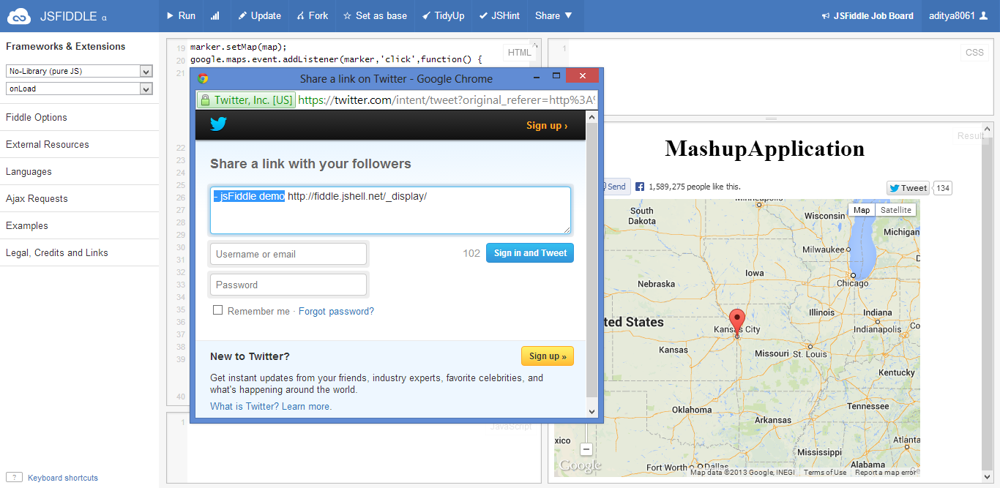 JSFIDDLE α
Run
Update
Fork
Set as base
TidyUp
JSHint
Share
JSFiddle Job Board
aditya8061
Frameworks & Extensions
No-Library (pure JS)
onLoad
Fiddle Options
External Resources
Languages
Ajax Requests
Examples
Legal, Credits and Links
? Keyboard shortcuts
19 marker.setMap(map);
20 google.maps.event.addListener(marker,'click',function() {
21
22
23
24
25
26
27
28
29
30
31
32
33
34
35
36
37
38
39
40
HTML
Share a link on Twitter - Google Chrome
Twitter, Inc. [US] https://twitter.com/intent/tweet?original_referer=http%3A
Sign up ›
Share a link with your followers
- jsFiddle demo http://fiddle.jshell.net/_display/
Username or email
102
Sign in and Tweet
Password
Remember me · Forgot password?
New to Twitter?
Sign up »
Get instant updates from your friends, industry experts, favorite celebrities, and
what's happening around the world.
What is Twitter? Learn more.
1
JavaScript
1
CSS
Result
MashupApplication
Send
1,589,275 people like this.
Tweet
134
Map
Satellite
Minneapolis
South
Dakota
Wisconsin
Michigan
Milwaukee
Iowa
Chicago
Nebraska
Illinois
Indiana
ted States
Kansas City
Indianapolis
Kansas
Missouri
St. Louis
Kentucky
Oklahoma
Tennessee
Arkansas
xico
Atlanta
Mississippi
Alabama
Fort Worth
Dallas
Google
Map data ©2013 Google, INEGI
Terms of Use
Report a map error